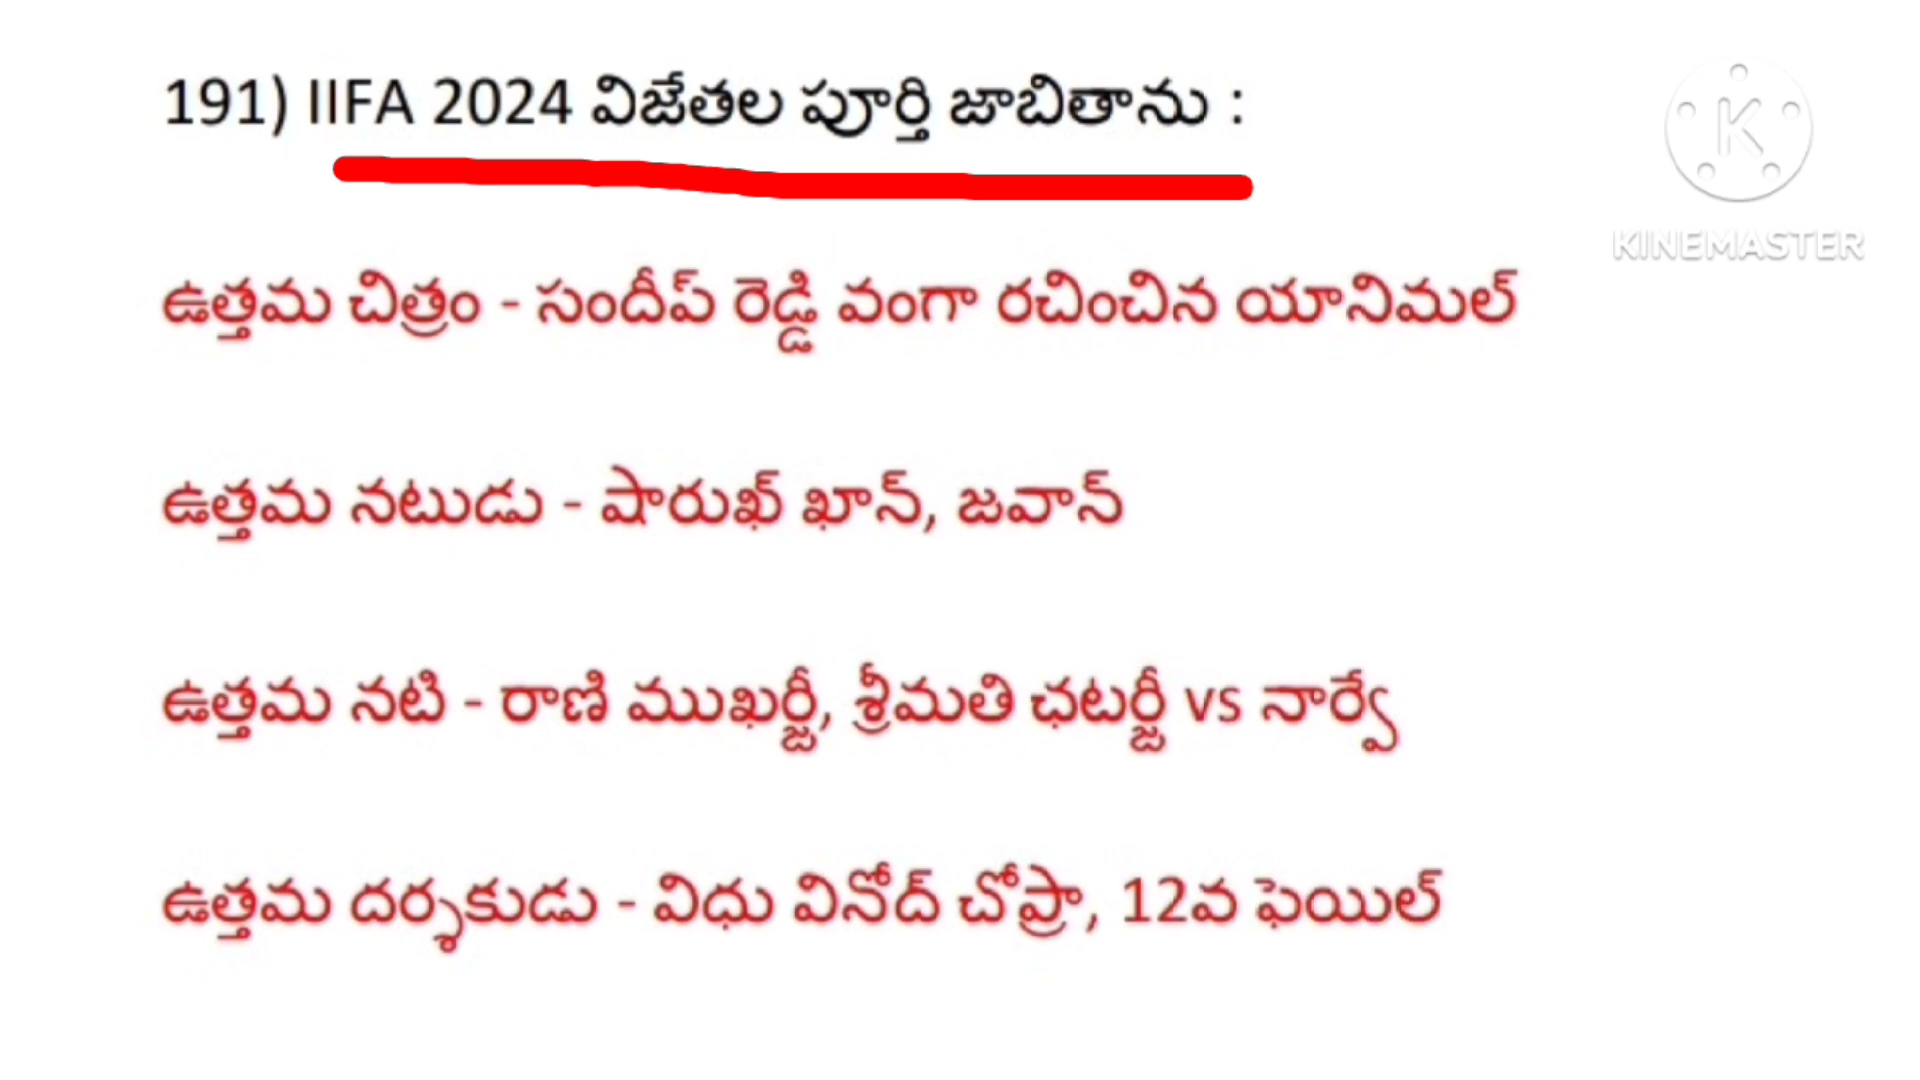 191) IIFA 2024 విజేతల పూర్తి జాబితాను :
K
KINEMASTER
ఉత్తమ చిత్రం - సందీప్ రెడ్డి వంగా రచించిన యానిమల్
ఉత్తమ నటుడు - షారుఖ్ ఖాన్, జవాన్
ఉత్తమ నటి - రాణి ముఖర్జీ, శ్రీమతి ఛటర్జీ vs నార్వే
ఉత్తమ దర్శకుడు - విధు వినోద్ చోప్రా, 12వ ఫెయిల్